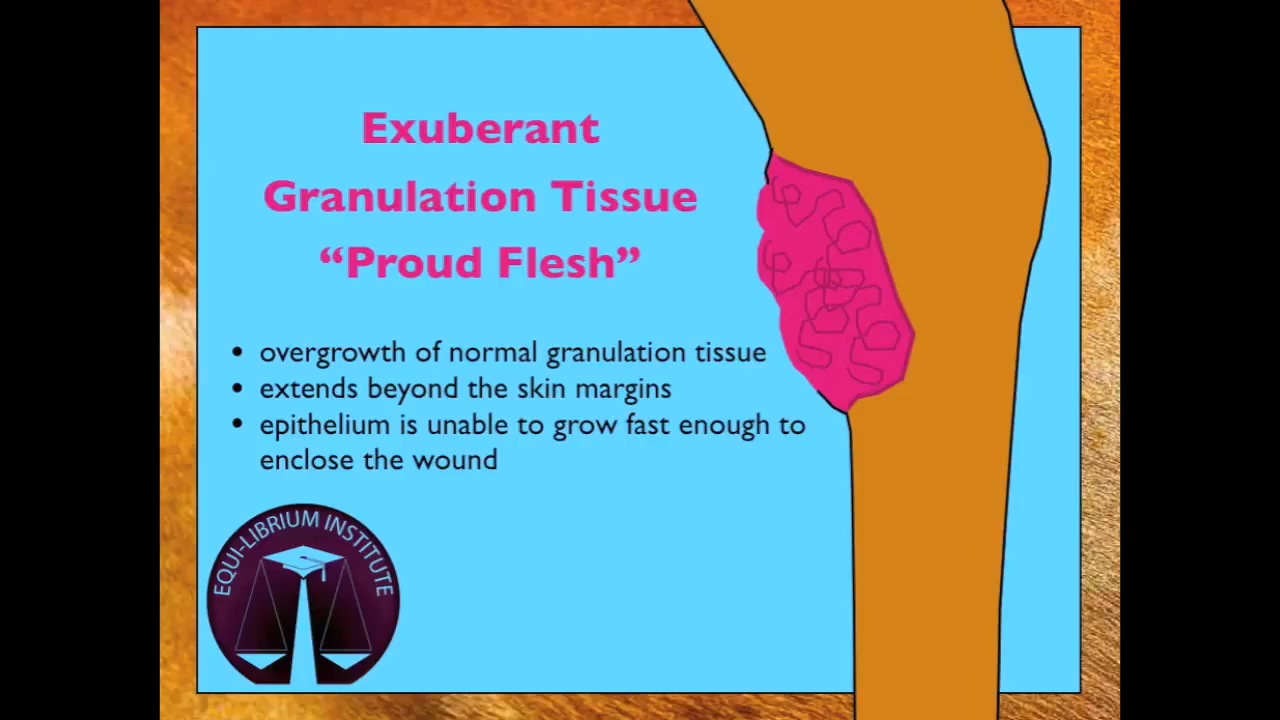 Exuberant
Granulation Tissue
“Proud Flesh”
• overgrowth of normal granulation tissue
• extends beyond the skin margins
• epithelium is unable to grow fast enough to
enclose the wound
EQUI-LIBRIUM INSTITUTE